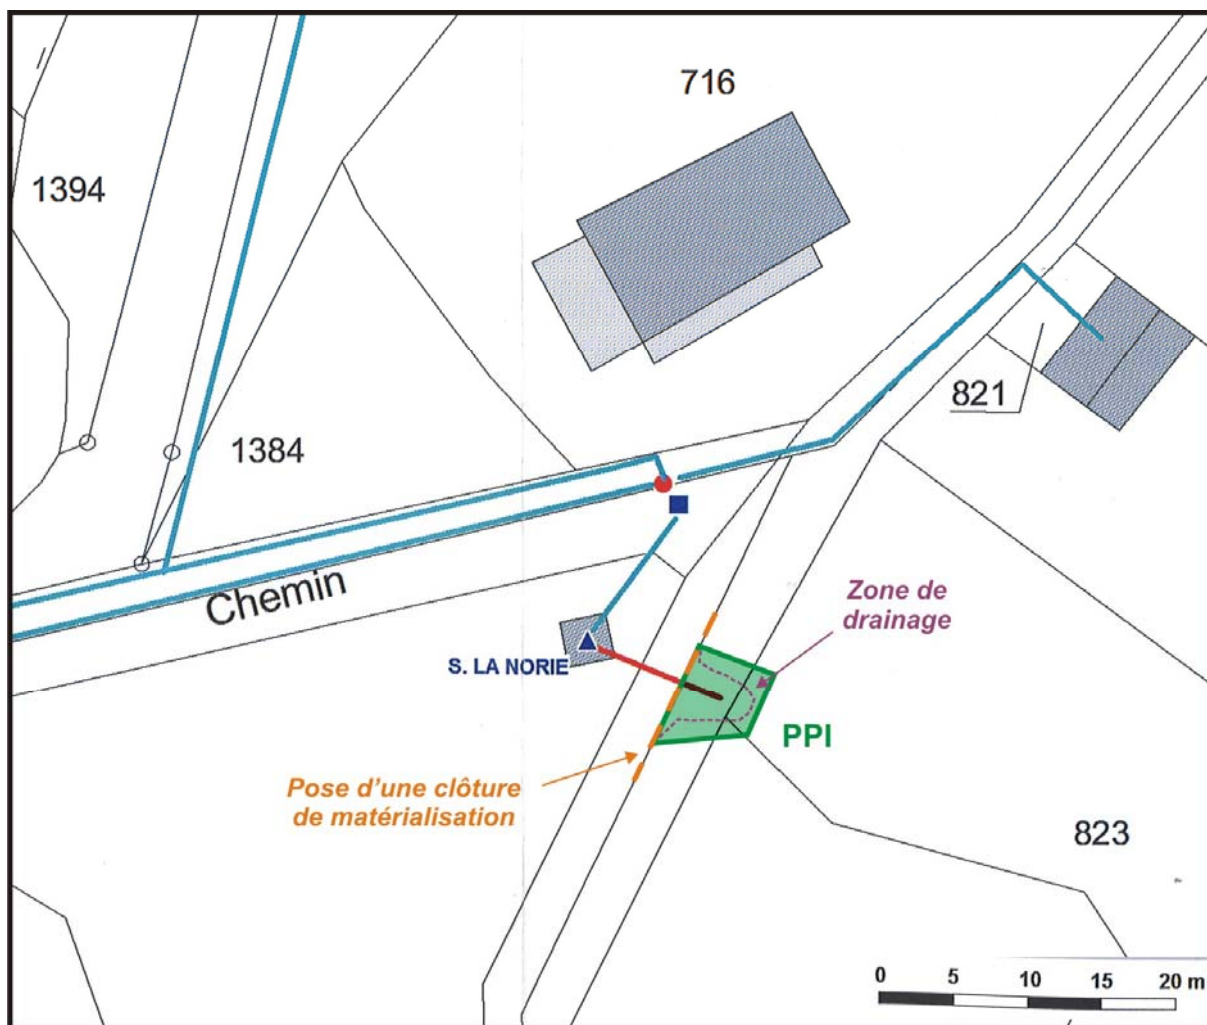 716
1394
821
1384
Chemin
Zone de
drainage
S. LA NORIE
PPI
Pose d'une clôture
de matérialisation
823
0 5 10 15 20 m